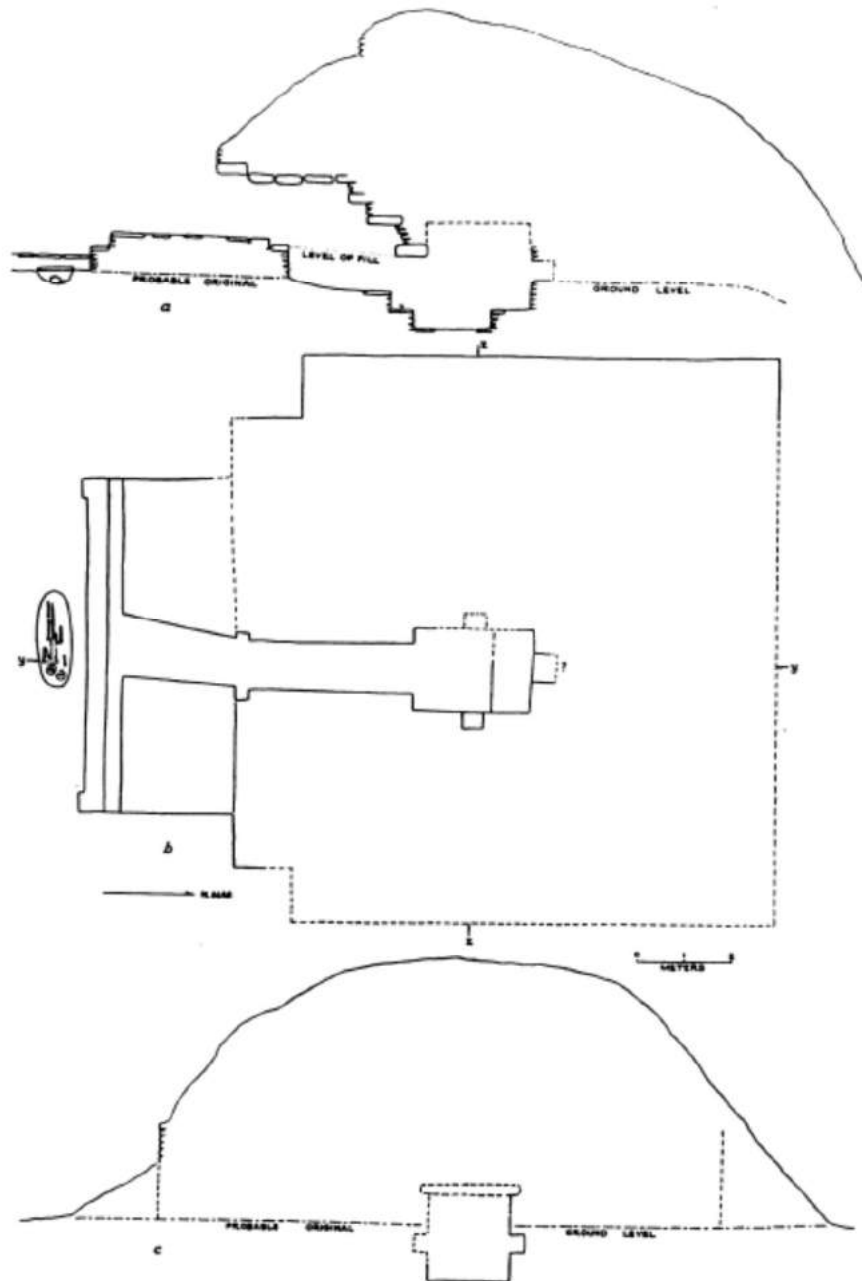 LEVEL OF FILL
PROBABLE ORIGINAL
GROUND LEVEL
a
y
y
?
b
METERS
PROBABLE ORIGINAL
GROUND LEVEL
c